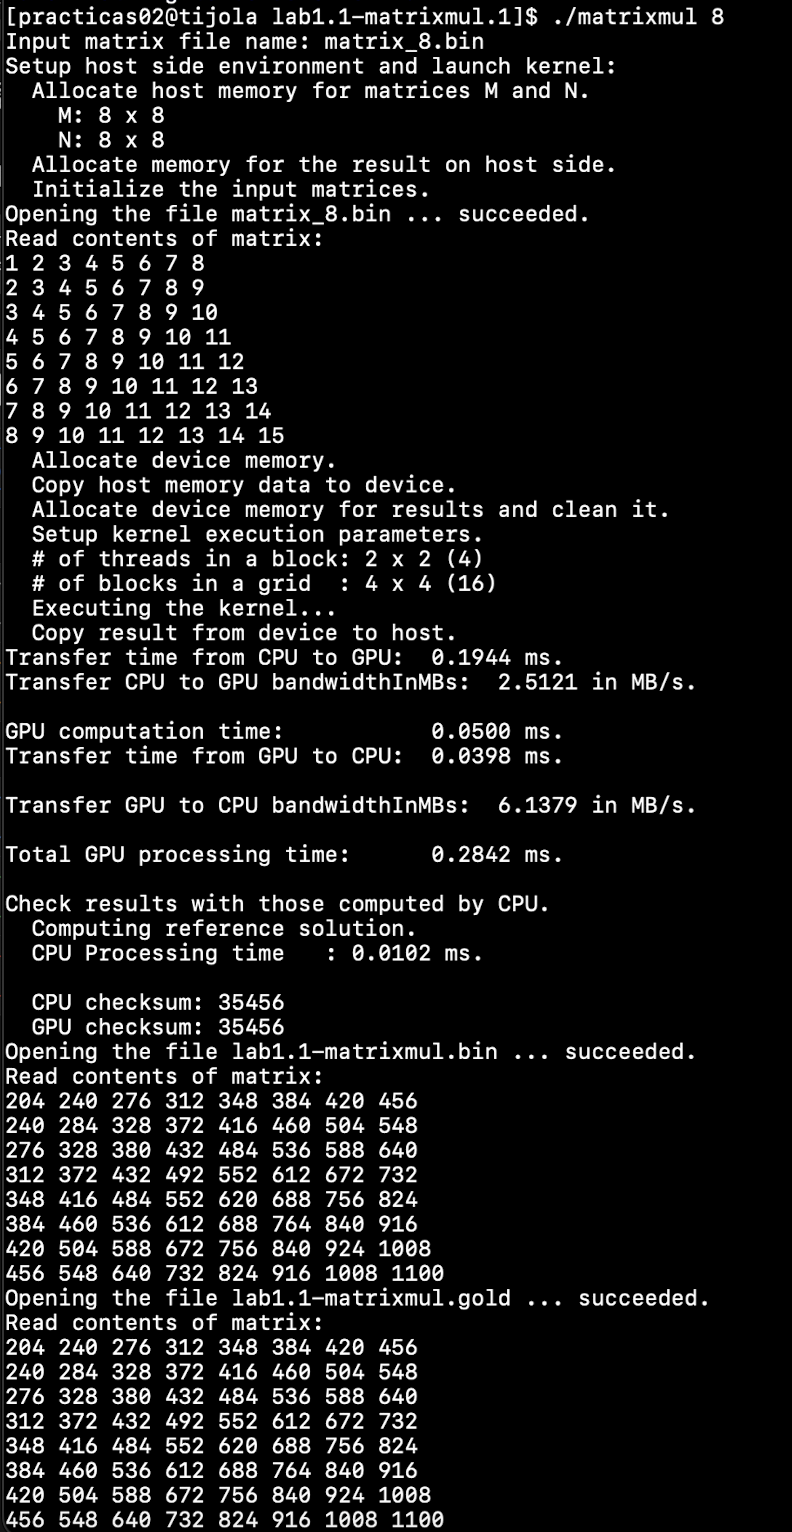 [practicas02@tijola lab1.1-matrixmul.1]$ ./matrixmul 8
Input matrix file name: matrix_8.bin
Setup host side environment and launch kernel:
  Allocate host memory for matrices M and N.
    M: 8 x 8
    N: 8 x 8
  Allocate memory for the result on host side.
  Initialize the input matrices.
Opening the file matrix_8.bin ... succeeded.
Read contents of matrix:
1 2 3 4 5 6 7 8
2 3 4 5 6 7 8 9
3 4 5 6 7 8 9 10
4 5 6 7 8 9 10 11
5 6 7 8 9 10 11 12
6 7 8 9 10 11 12 13
7 8 9 10 11 12 13 14
8 9 10 11 12 13 14 15
  Allocate device memory.
  Copy host memory data to device.
  Allocate device memory for results and clean it.
  Setup kernel execution parameters.
  # of threads in a block: 2 x 2 (4)
  # of blocks in a grid  : 4 x 4 (16)
  Executing the kernel...
  Copy result from device to host.
Transfer time from CPU to GPU:  0.1944 ms.
Transfer CPU to GPU bandwidthInMBs:  2.5121 in MB/s.

GPU computation time:           0.0500 ms.
Transfer time from GPU to CPU:  0.0398 ms.

Transfer GPU to CPU bandwidthInMBs:  6.1379 in MB/s.

Total GPU processing time:      0.2842 ms.

Check results with those computed by CPU.
  Computing reference solution.
  CPU Processing time   : 0.0102 ms.

  CPU checksum: 35456
  GPU checksum: 35456
Opening the file lab1.1-matrixmul.bin ... succeeded.
Read contents of matrix:
204 240 276 312 348 384 420 456
240 284 328 372 416 460 504 548
276 328 380 432 484 536 588 640
312 372 432 492 552 612 672 732
348 416 484 552 620 688 756 824
384 460 536 612 688 764 840 916
420 504 588 672 756 840 924 1008
456 548 640 732 824 916 1008 1100
Opening the file lab1.1-matrixmul.gold ... succeeded.
Read contents of matrix:
204 240 276 312 348 384 420 456
240 284 328 372 416 460 504 548
276 328 380 432 484 536 588 640
312 372 432 492 552 612 672 732
348 416 484 552 620 688 756 824
384 460 536 612 688 764 840 916
420 504 588 672 756 840 924 1008
456 548 640 732 824 916 1008 1100